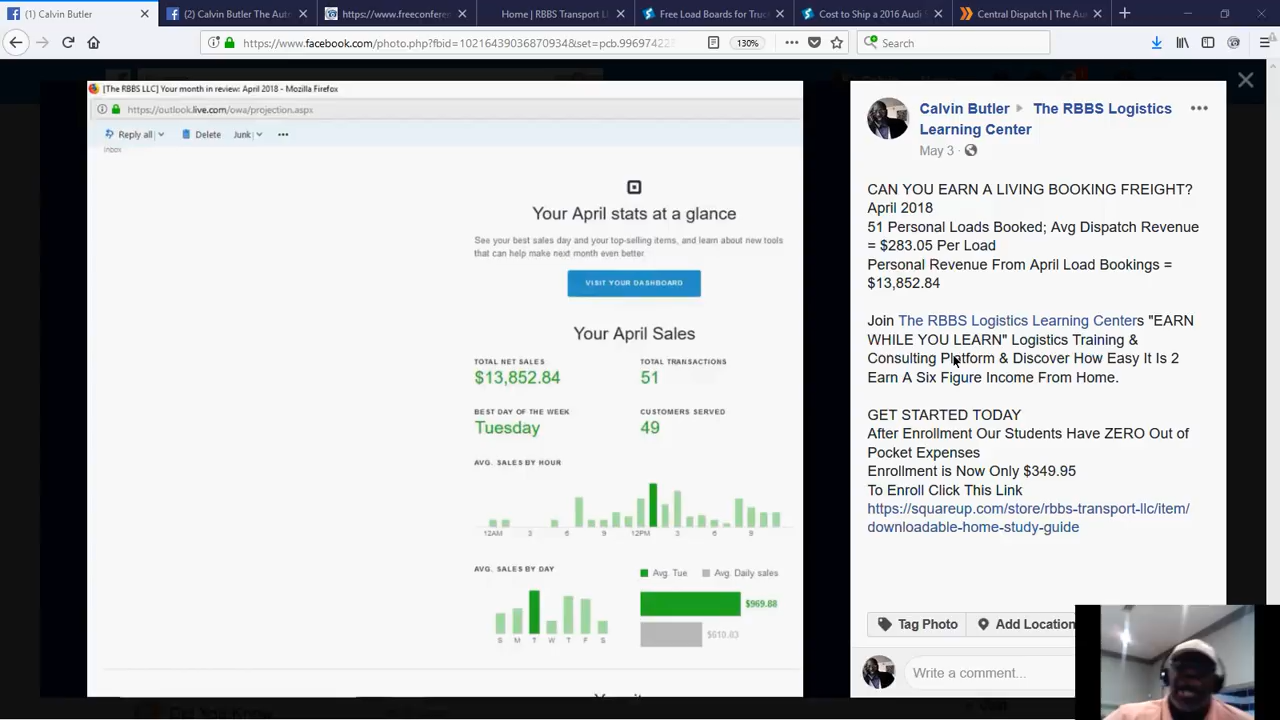 (1) Calvin Butler
(2) Calvin Butler The Aut
https://www.freeconfere
Home | RBBS Transport L
Free Load Boards for Truc
Cost to Ship a 2016 Audi
Central Dispatch | The Au
https://www.facebook.com/photo.php?fbid=10216439036870934&set=pcb.99697422
130%
Search
[The RBBS LLC] Your month in review: April 2018 - Mozilla Firefox
https://outlook.live.com/owa/projection.aspx
Reply all
Delete
Junk
Inbox
Your April stats at a glance
See your best sales day and your top-selling items, and learn about new tools
that can help make next month even better.
VISIT YOUR DASHBOARD
Your April Sales
TOTAL NET SALES
TOTAL TRANSACTIONS
$13,852.84
51
BEST DAY OF THE WEEK
CUSTOMERS SERVED
Tuesday
49
AVG. SALES BY HOUR
12AM 3 6 9 12PM 3 6 9
AVG. SALES BY DAY
Avg. Tue
Avg. Daily sales
$969.88
S M T W T F S
Calvin Butler
The RBBS Logistics
Learning Center
May 3
CAN YOU EARN A LIVING BOOKING FREIGHT?
April 2018
51 Personal Loads Booked; Avg Dispatch Revenue
= $283.05 Per Load
Personal Revenue From April Load Bookings =
$13,852.84
Join The RBBS Logistics Learning Centers "EARN
WHILE YOU LEARN" Logistics Training &
Consulting Platform & Discover How Easy It Is 2
Earn A Six Figure Income From Home.
GET STARTED TODAY
After Enrollment Our Students Have ZERO Out of
Pocket Expenses
Enrollment is Now Only $349.95
To Enroll Click This Link
https://squareup.com/store/rbbs-transport-llc/item/
downloadable-home-study-guide
Tag Photo
Add Location
Write a comment...